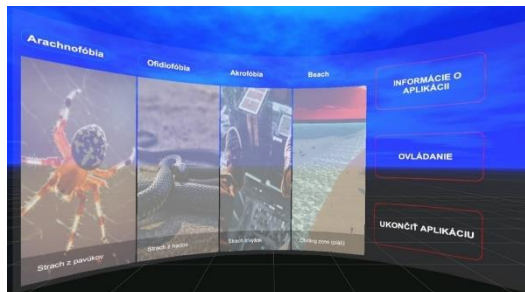 Arachnofóbia
Ofidiofóbia
Akrofóbia
Beach
Strach z pavúkov
Strach z hadov
Strach z výšok
INFORMÁCIE O
APLIKÁCII
OVLÁDANIE
UKONČIŤ APLIKÁCIU